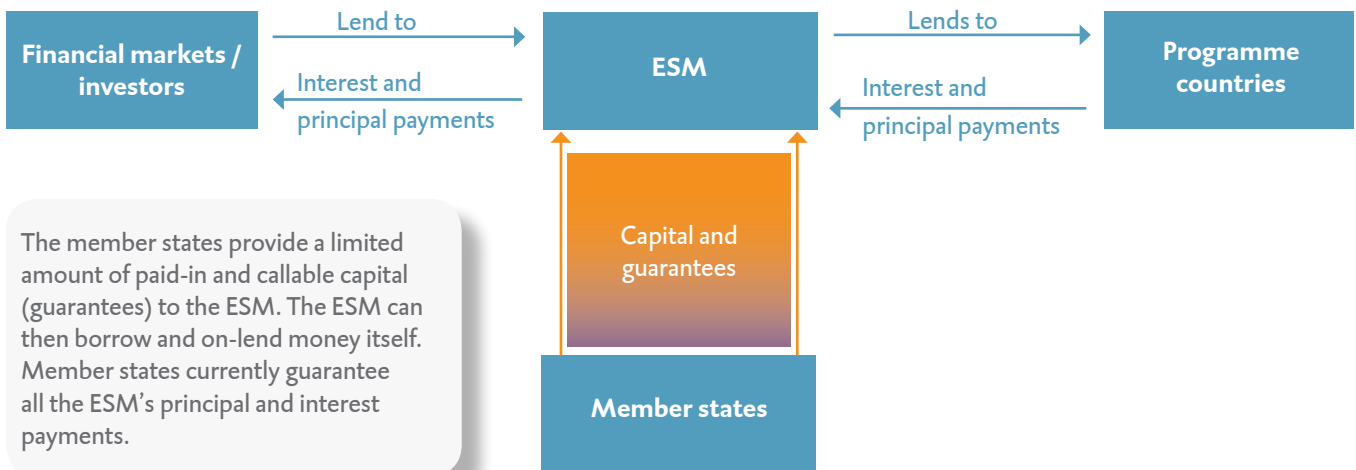 Financial markets /
investors
Lend to
Interest and
principal payments
ESM
Lends to
Interest and
principal payments
Programme
countries
Capital and
guarantees
Member states
The member states provide a limited
amount of paid-in and callable capital
(guarantees) to the ESM. The ESM can
then borrow and on-lend money itself.
Member states currently guarantee
all the ESM’s principal and interest
payments.